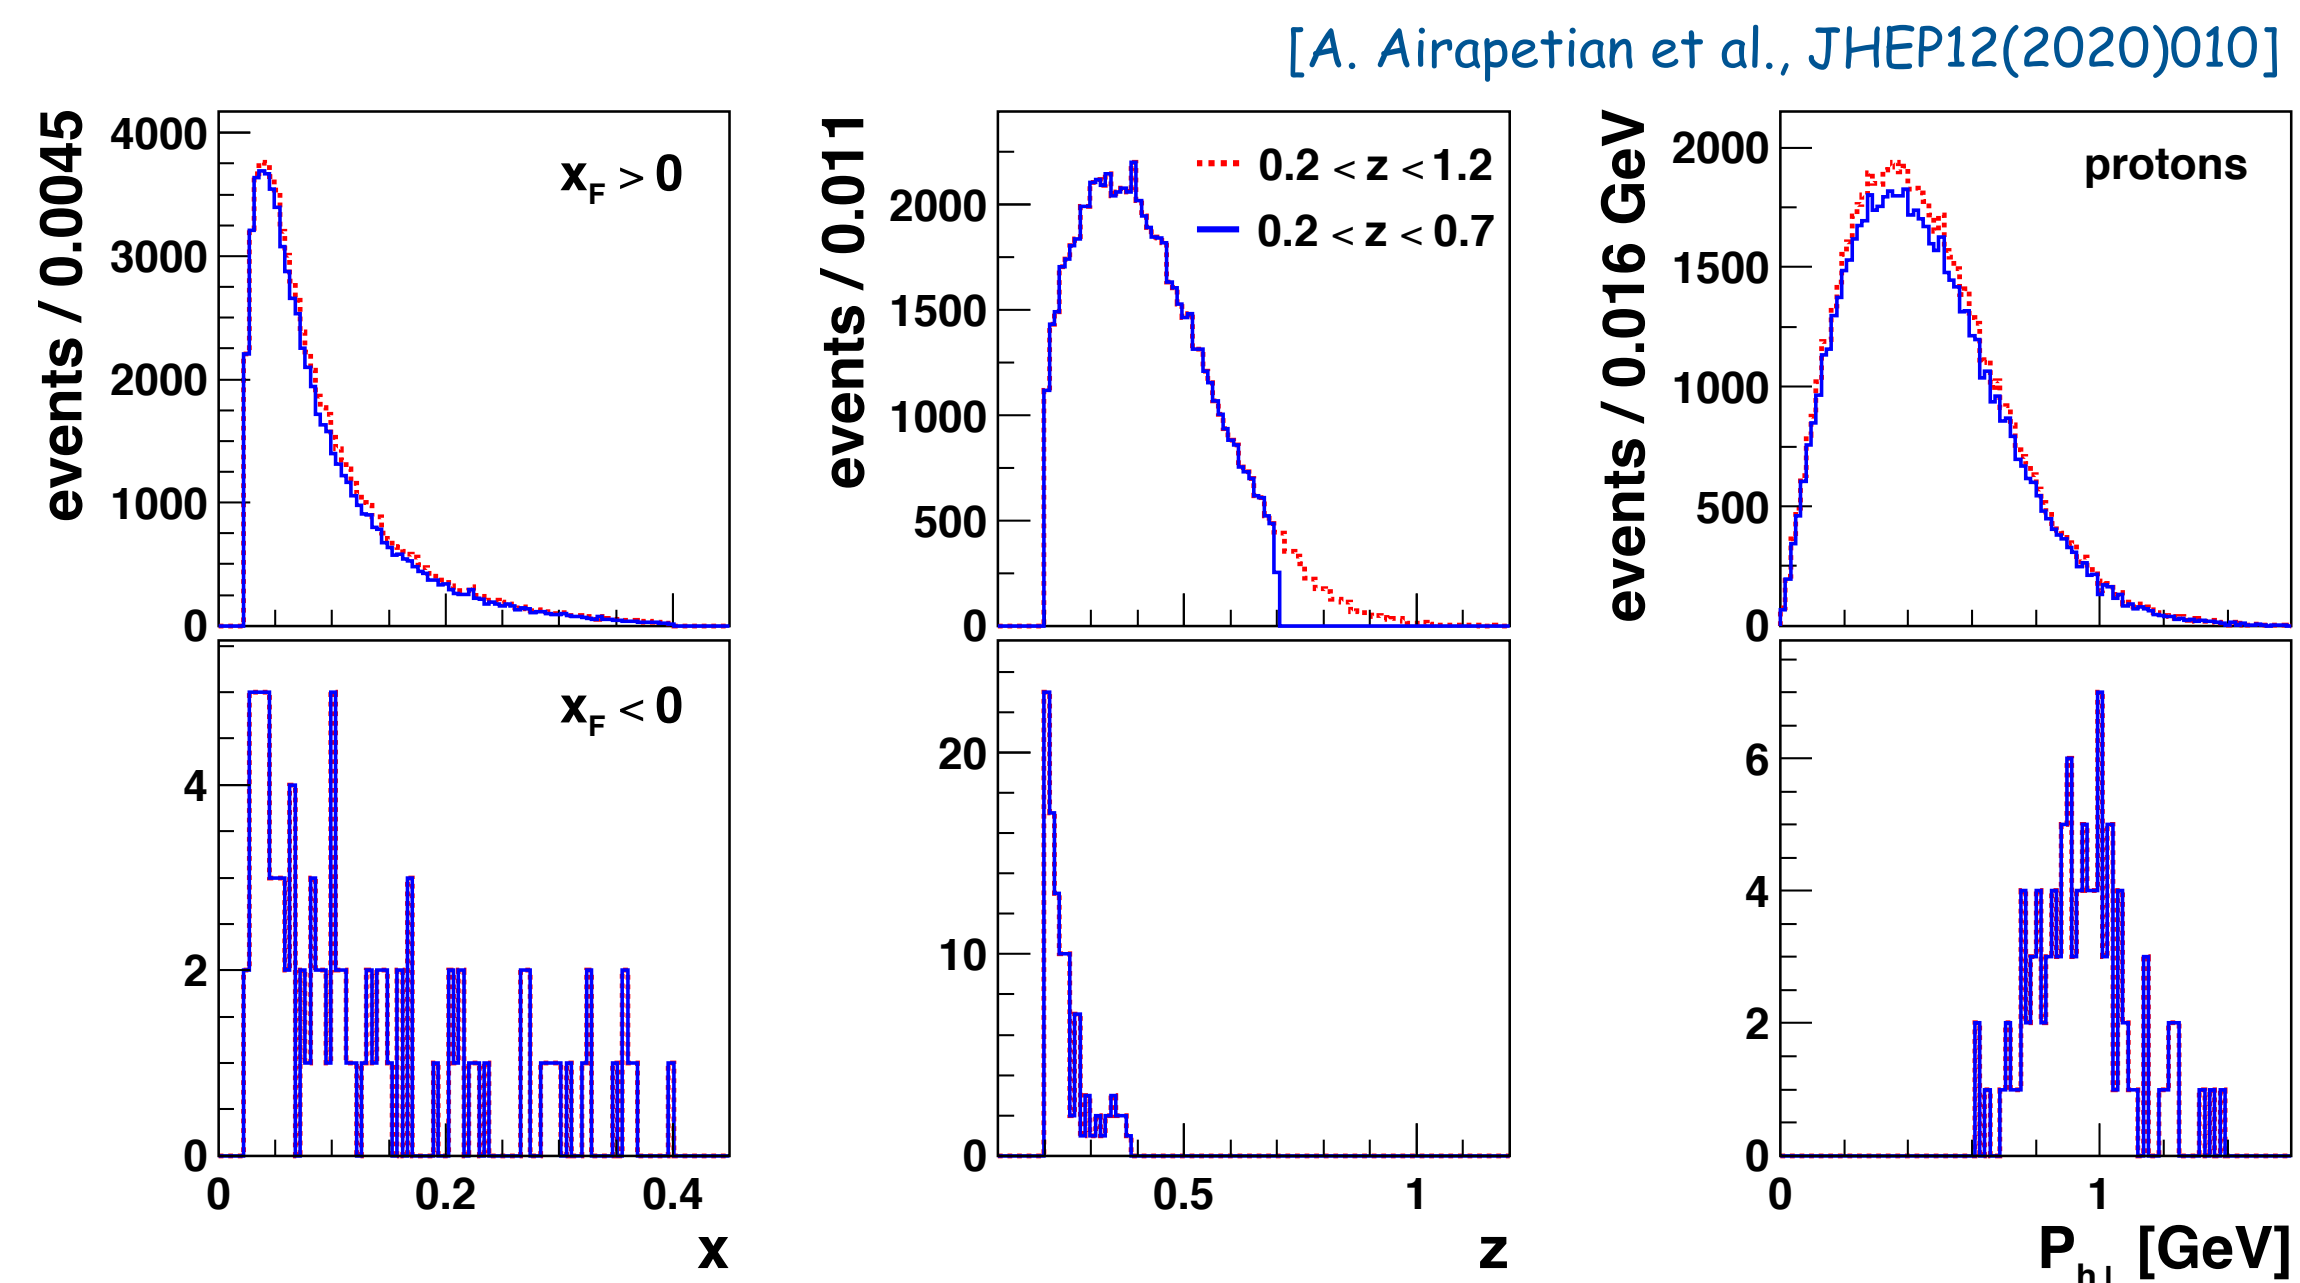 [A. Airapetian et al., JHEP12(2020)010]
events / 0.0045
4000
3000
2000
1000
0
x_F > 0
events / 0.011
2000
1500
1000
500
0
0.2 < z < 1.2
0.2 < z < 0.7
events / 0.016 GeV
2000
1500
1000
500
0
protons
4
2
0
x_F < 0
20
10
0
6
4
2
0
0 0.2 0.4
x
0.5 1
z
0 1
P_h⊥ [GeV]